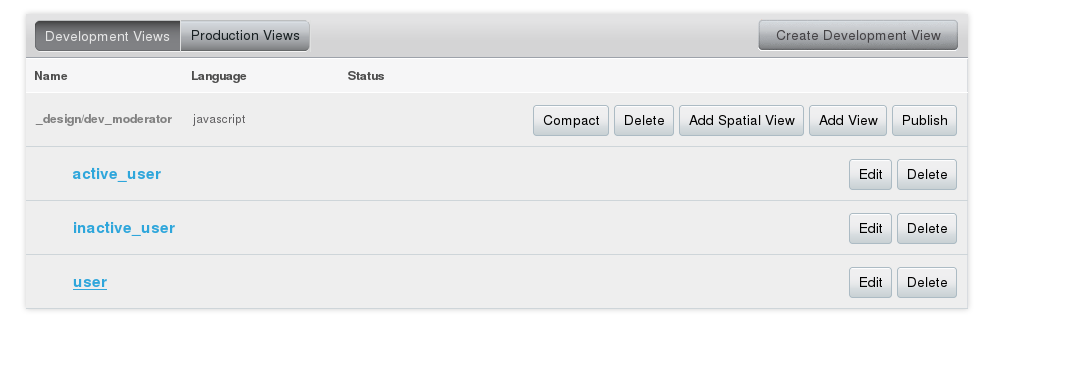 Development Views Production Views Create Development View
Name Language Status
_design/dev_moderator javascript Compact Delete Add Spatial View Add View Publish
active_user Edit Delete
inactive_user Edit Delete
user Edit Delete